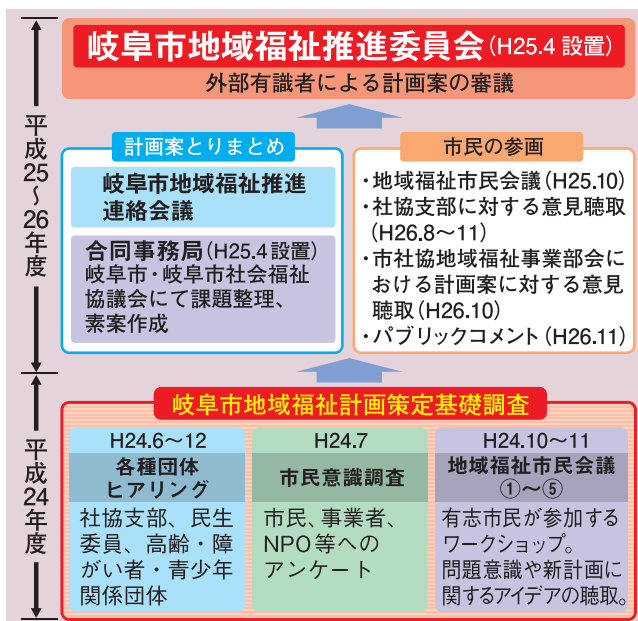 岐阜市地域福祉推進委員会(H25.4 設置)
外部有識者による計画案の審議
平成25～26年度
計画案とりまとめ
岐阜市地域福祉推進
連絡会議
合同事務局(H25.4設置)
岐阜市・岐阜市社会福祉
協議会にて課題整理、
素案作成
市民の参画
・地域福祉市民会議(H25.10)
・社協支部に対する意見聴取
(H26.8～11)
・市社協地域福祉事業部会に
おける計画案に対する意見
聴取(H26.10)
・パブリックコメント(H26.11)
平成24年度
岐阜市地域福祉計画策定基礎調査
H24.6～12
各種団体
ヒアリング
社協支部、民生
委員、高齢・障
がい者・青少年
関係団体
H24.7
市民意識調査
市民、事業者、
NPO等への
アンケート
H24.10～11
地域福祉市民会議
①～⑤
有志市民が参加する
ワークショップ。
問題意識や新計画に
関するアイデアの聴取。